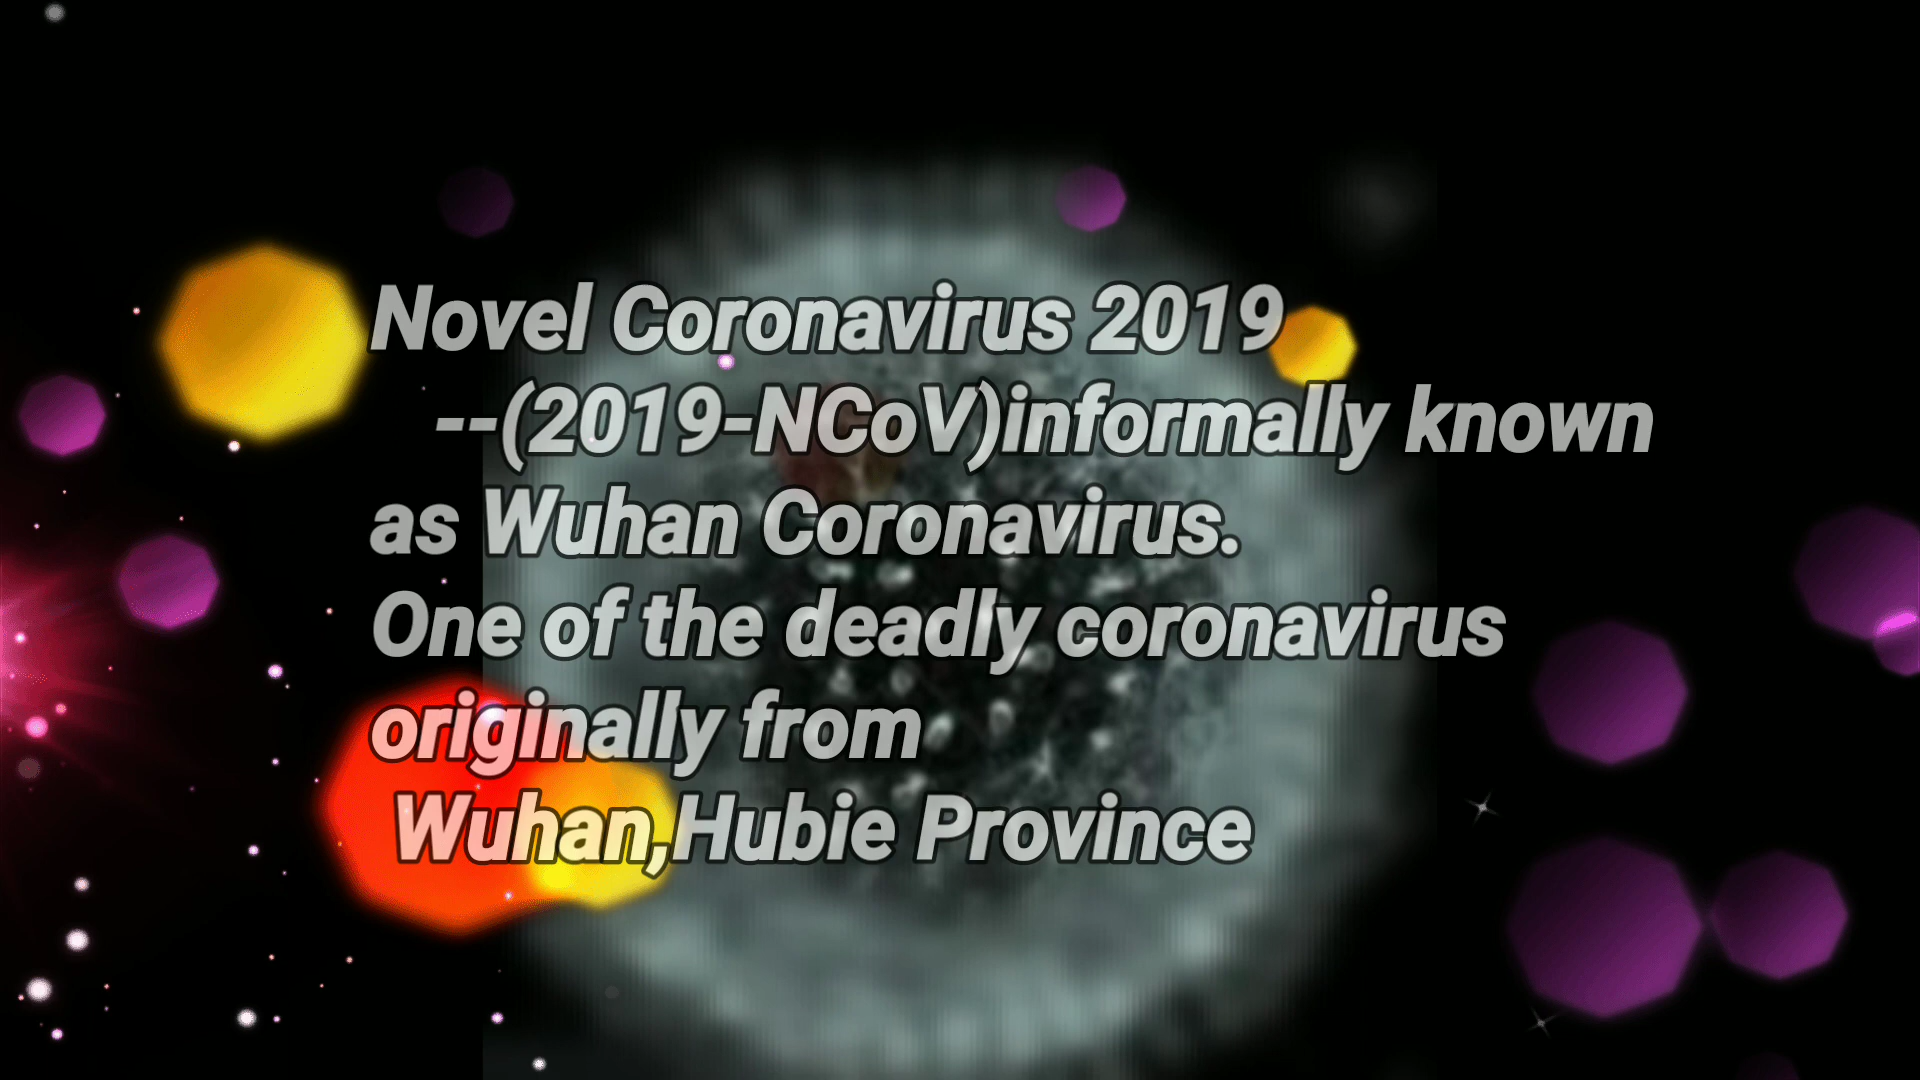 Novel Coronavirus 2019
--(2019-NCoV)informally known
as Wuhan Coronavirus.
One of the deadly coronavirus
originally from
Wuhan,Hubie Province